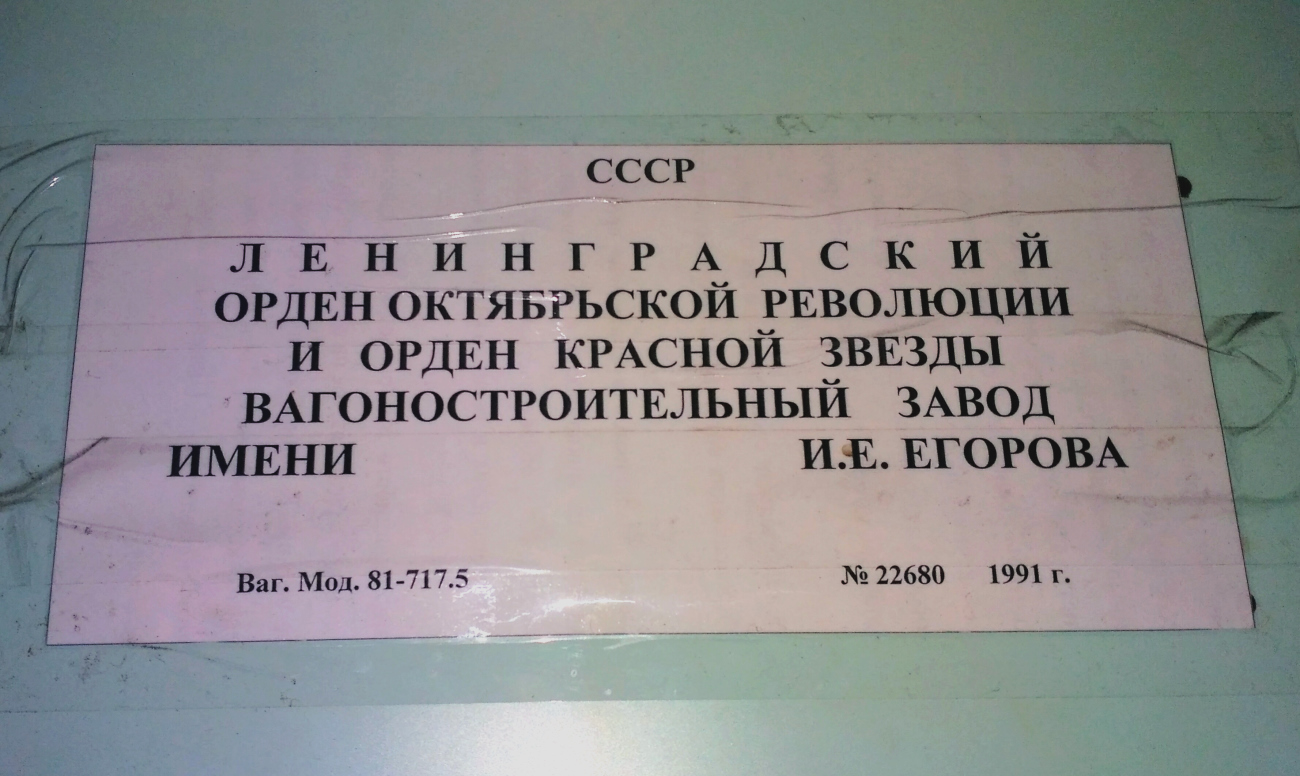 СССР
ЛЕНИНГРАДСКИЙ
ОРДЕН ОКТЯБРЬСКОЙ РЕВОЛЮЦИИ
И ОРДЕН КРАСНОЙ ЗВЕЗДЫ
ВАГОНОСТРОИТЕЛЬНЫЙ ЗАВОД
ИМЕНИ И.Е. ЕГОРОВА
Ваг. Мод. 81-717.5 № 22680 1991 г.